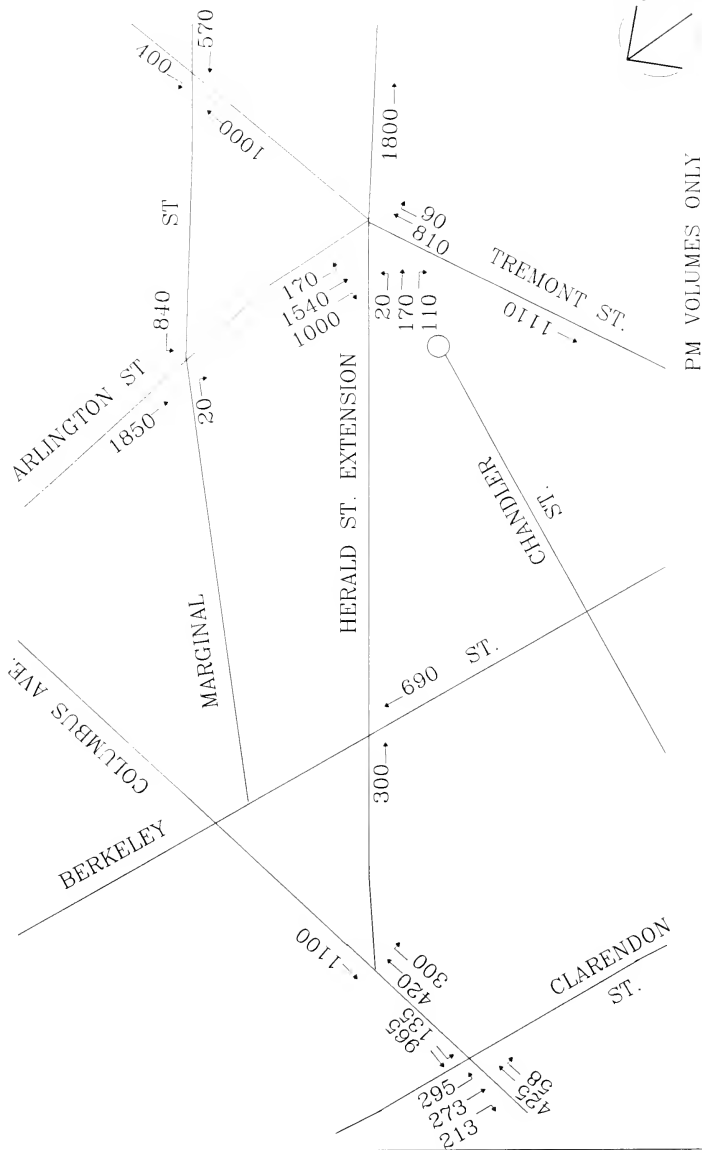 400
570
1000
1800
ST
840
90
810
TREMONT ST.
1110
170
1540
1000
20
170
110
ARLINGTON ST
1850
20
HERALD ST. EXTENSION
CHANDLER
ST.
MARGINAL
COLUMBUS AVE.
690
ST.
300
BERKELEY
1100
300
420
135
965
CLARENDON
ST.
295
273
213
58
425
PM VOLUMES ONLY